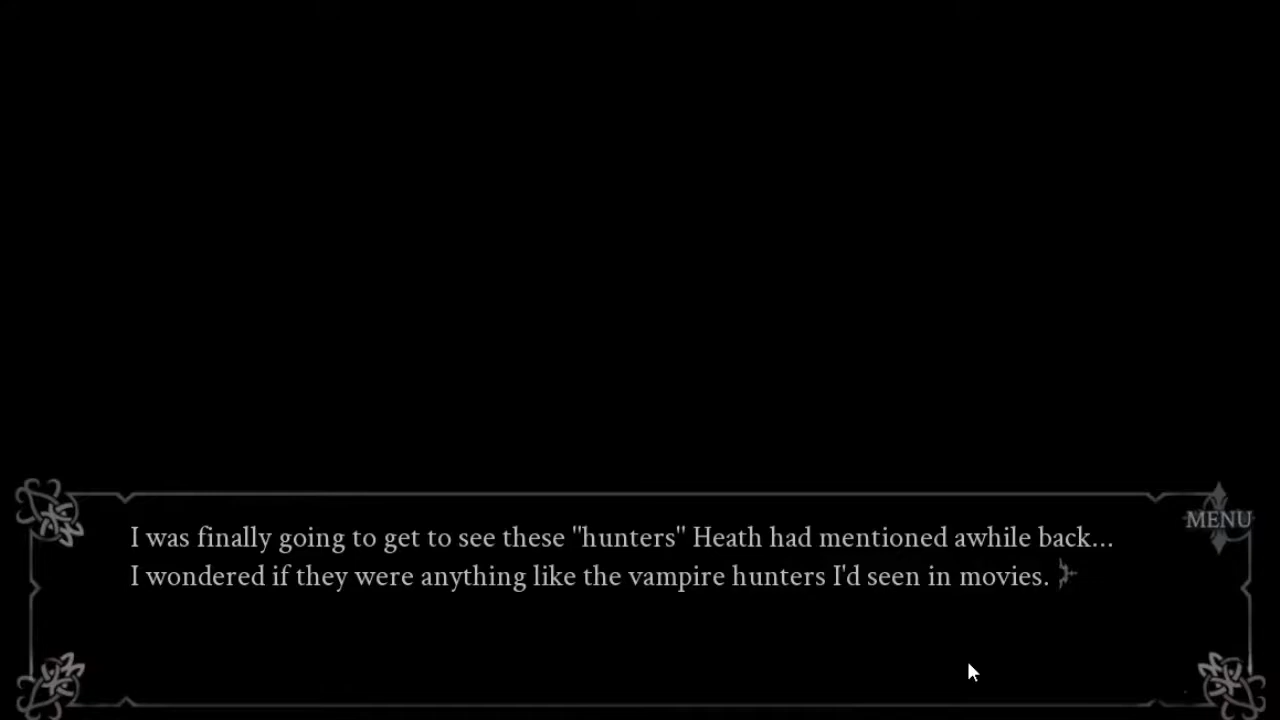 I was finally going to get to see these "hunters" Heath had mentioned awhile back...
I wondered if they were anything like the vampire hunters I'd seen in movies.
MENU